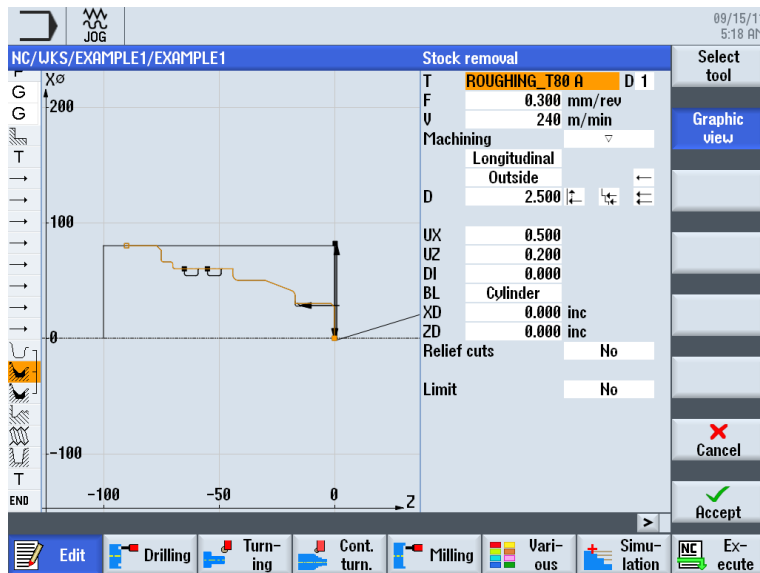 JOG
09/15/1
5:18 AM
NC/WKS/EXAMPLE1/EXAMPLE1
Stock removal
Select
tool
Graphic
view
Cancel
Accept
G
G
T
T
END
XØ
200
100
0
-100
-100
-50
0
Z
T ROUGHING_T80 A D 1
F 0.300 mm/rev
V 240 m/min
Machining ▽
Longitudinal
Outside ←
D 2.500
UX 0.500
UZ 0.200
DI 0.000
BL Cylinder
XD 0.000 inc
ZD 0.000 inc
Relief cuts No
Limit No
>
Edit
Drilling
Turn-
ing
Cont.
turn.
Milling
Vari-
ous
Simu-
lation
NC Ex-
ecute